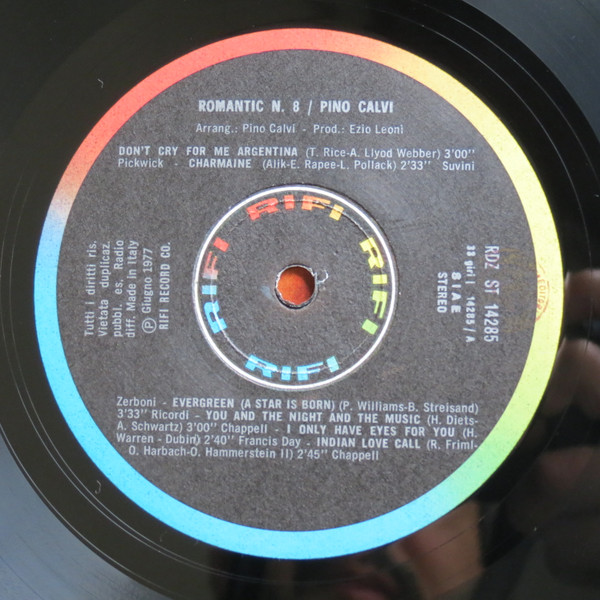 ROMANTIC N. 8 / PINO CALVI
Arrang.: Pino Calvi - Prod.: Ezio Leoni
DON'T CRY FOR ME ARGENTINA (T. Rice-A. Llyod Webber) 3'00"
Pickwick - CHARMAINE (Alik-E. Rapee-L. Pollack) 2'33" Suvini
RIFI RIFI RIFI RIFI RIFI
Tutti i diritti ris.
Vietata duplicaz.
pubbl. es. Radio
diff. Made in Italy
Ⓟ Giugno 1977
RIFI RECORD CO.
RDZ ST 14285
33 giri 14285/A
SIAE
STEREO
Zerboni - EVERGREEN (A STAR IS BORN) (P. Williams-B. Streisand)
3'33" Ricordi - YOU AND THE NIGHT AND THE MUSIC (H. Diets-
A. Schwartz) 3'00" Chappell - I ONLY HAVE EYES FOR YOU (H.
Warren - Dubin) 2'40" Francis Day - INDIAN LOVE CALL (R. Friml-
O. Harbach-O. Hammerstein II) 2'45" Chappell